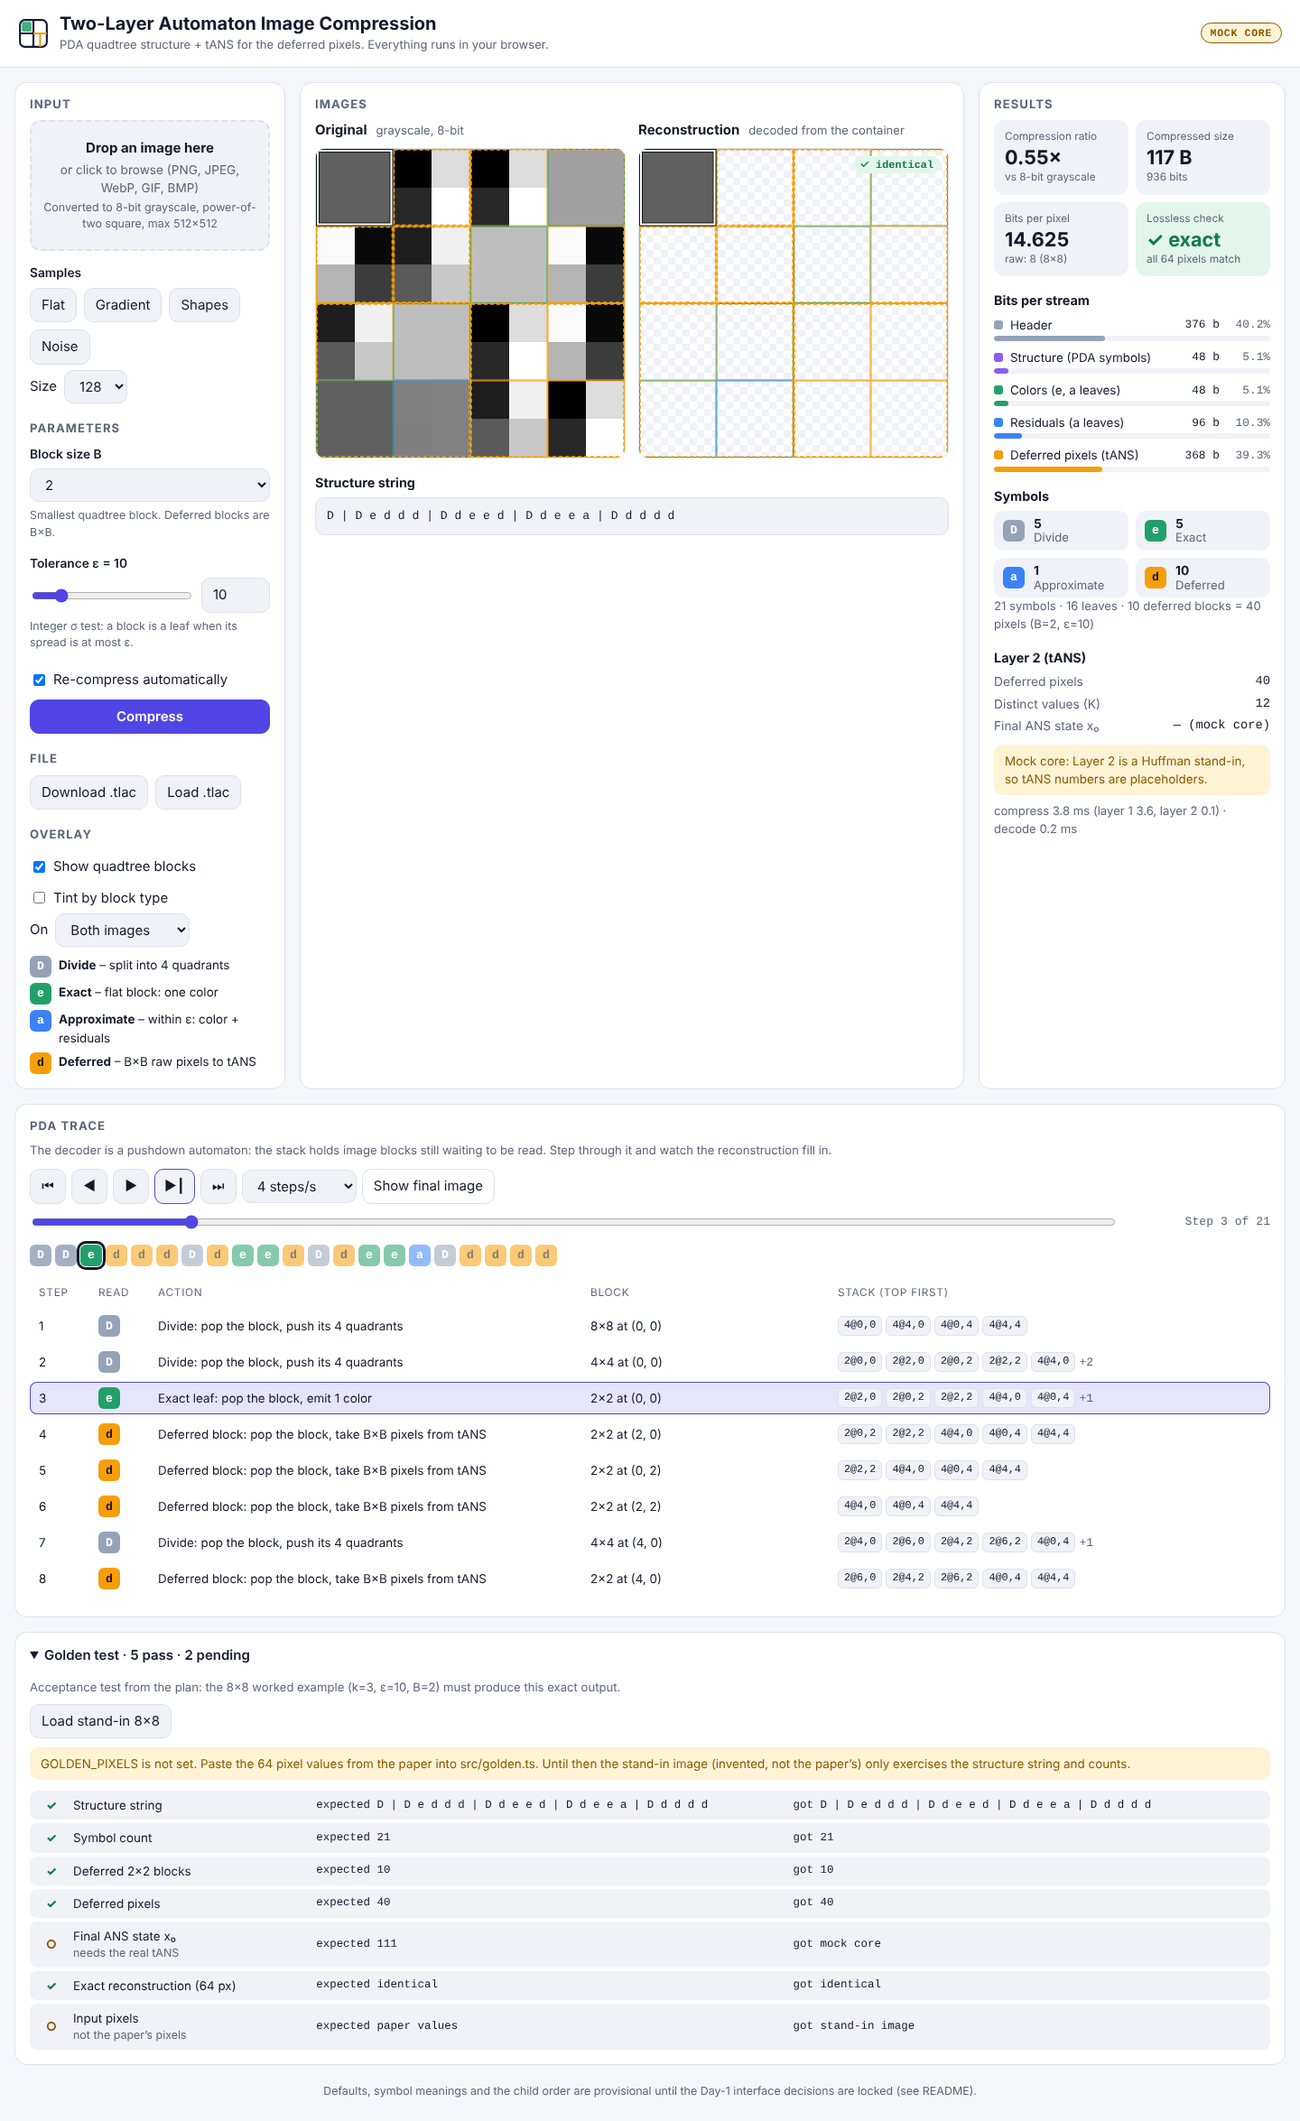 Two-Layer Automaton Image Compression
PDA quadtree structure + tANS for the deferred pixels. Everything runs in your browser.
MOCK CORE
INPUT
Drop an image here
or click to browse (PNG, JPEG,
WebP, GIF, BMP)
Converted to 8-bit grayscale, power-of-
two square, max 512×512
Samples
Flat Gradient Shapes
Noise
Size 128
PARAMETERS
Block size B
2
Smallest quadtree block. Deferred blocks are
B×B.
Tolerance ε = 10
10
Integer σ test: a block is a leaf when its
spread is at most ε.
Re-compress automatically
Compress
FILE
Download .tlac Load .tlac
OVERLAY
Show quadtree blocks
Tint by block type
On Both images
D Divide – split into 4 quadrants
e Exact – flat block: one color
a Approximate – within ε: color +
residuals
d Deferred – B×B raw pixels to tANS
IMAGES
Original grayscale, 8-bit
Reconstruction decoded from the container
✓ identical
Structure string
D | D e d d d | D d e e d | D d e e a | D d d d d
RESULTS
Compression ratio
0.55×
vs 8-bit grayscale
Compressed size
117 B
936 bits
Bits per pixel
14.625
raw: 8 (8×8)
Lossless check
✓ exact
all 64 pixels match
Bits per stream
Header 376 b 40.2%
Structure (PDA symbols) 48 b 5.1%
Colors (e, a leaves) 48 b 5.1%
Residuals (a leaves) 96 b 10.3%
Deferred pixels (tANS) 368 b 39.3%
Symbols
D 5 Divide
e 5 Exact
a 1 Approximate
d 10 Deferred
21 symbols · 16 leaves · 10 deferred blocks = 40
pixels (B=2, ε=10)
Layer 2 (tANS)
Deferred pixels 40
Distinct values (K) 12
Final ANS state x₀ — (mock core)
Mock core: Layer 2 is a Huffman stand-in,
so tANS numbers are placeholders.
compress 3.8 ms (layer 1 3.6, layer 2 0.1) ·
decode 0.2 ms
PDA TRACE
The decoder is a pushdown automaton: the stack holds image blocks still waiting to be read. Step through it and watch the reconstruction fill in.
4 steps/s Show final image
Step 3 of 21
D D e d d d D d e e d D d e e a D d d d d
STEP READ ACTION BLOCK STACK (TOP FIRST)
1 D Divide: pop the block, push its 4 quadrants 8×8 at (0, 0) 4@0,0 4@4,0 4@0,4 4@4,4
2 D Divide: pop the block, push its 4 quadrants 4×4 at (0, 0) 2@0,0 2@2,0 2@0,2 2@2,2 4@4,0 +2
3 e Exact leaf: pop the block, emit 1 color 2×2 at (0, 0) 2@2,0 2@0,2 2@2,2 4@4,0 4@0,4 +1
4 d Deferred block: pop the block, take B×B pixels from tANS 2×2 at (2, 0) 2@0,2 2@2,2 4@4,0 4@0,4 4@4,4
5 d Deferred block: pop the block, take B×B pixels from tANS 2×2 at (0, 2) 2@2,2 4@4,0 4@0,4 4@4,4
6 d Deferred block: pop the block, take B×B pixels from tANS 2×2 at (2, 2) 4@4,0 4@0,4 4@4,4
7 D Divide: pop the block, push its 4 quadrants 4×4 at (4, 0) 2@4,0 2@6,0 2@4,2 2@6,2 4@0,4 +1
8 d Deferred block: pop the block, take B×B pixels from tANS 2×2 at (4, 0) 2@6,0 2@4,2 2@6,2 4@0,4 4@4,4
▼ Golden test · 5 pass · 2 pending
Acceptance test from the plan: the 8×8 worked example (k=3, ε=10, B=2) must produce this exact output.
Load stand-in 8×8
GOLDEN_PIXELS is not set. Paste the 64 pixel values from the paper into src/golden.ts. Until then the stand-in image (invented, not the paper’s) only exercises the structure string and counts.
✓ Structure string expected D | D e d d d | D d e e d | D d e e a | D d d d d got D | D e d d d | D d e e d | D d e e a | D d d d d
✓ Symbol count expected 21 got 21
✓ Deferred 2×2 blocks expected 10 got 10
✓ Deferred pixels expected 40 got 40
Final ANS state x₀ expected 111 got mock core
needs the real tANS
✓ Exact reconstruction (64 px) expected identical got identical
Input pixels expected paper values got stand-in image
not the paper’s pixels
Defaults, symbol meanings and the child order are provisional until the Day-1 interface decisions are locked (see README).